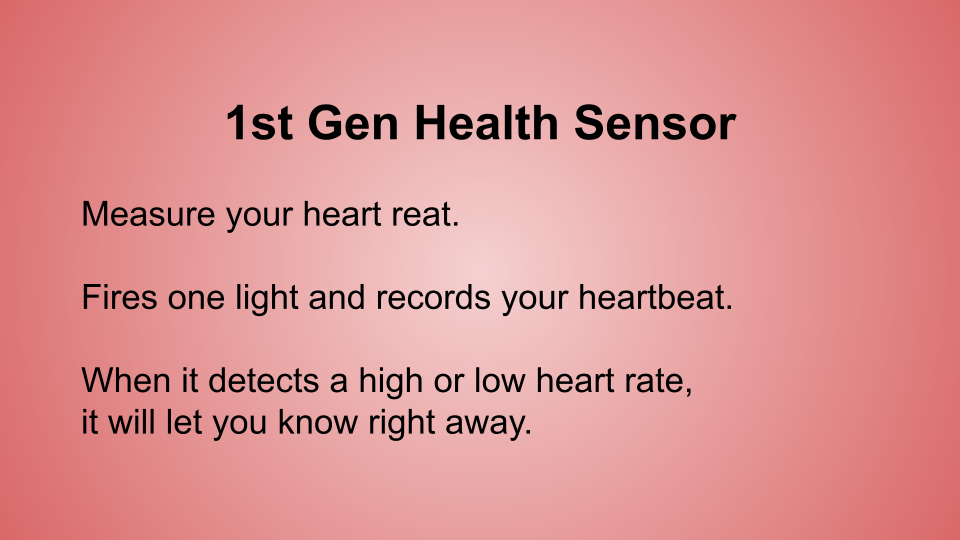 1st Gen Health Sensor
Measure your heart reat.
Fires one light and records your heartbeat.
When it detects a high or low heart rate,
it will let you know right away.